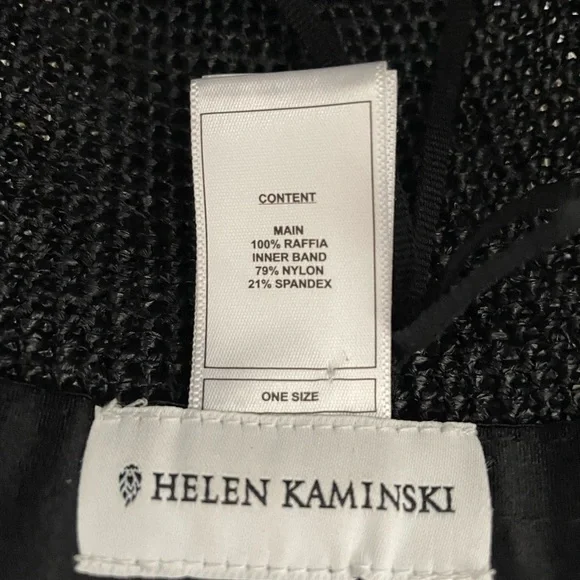 CONTENT
MAIN
100% RAFFIA
INNER BAND
79% NYLON
21% SPANDEX
ONE SIZE
HELEN KAMINSKI